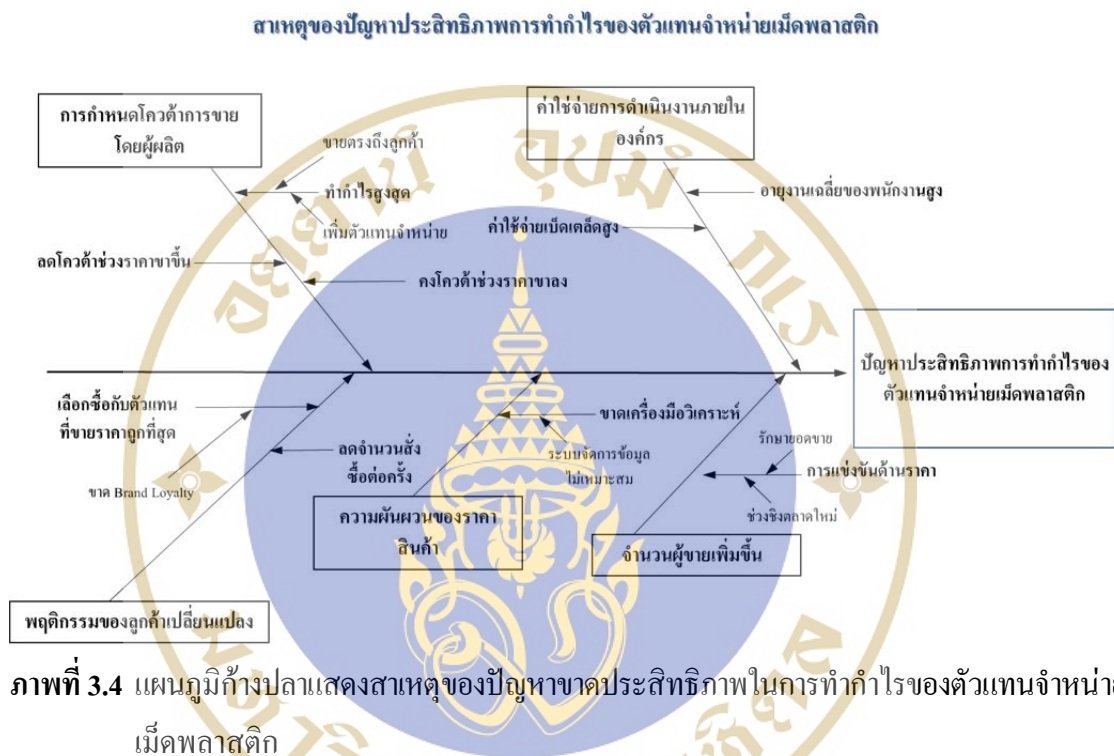 สาเหตุของปัญหาประสิทธิภาพการทำกำไรของตัวแทนจำหน่ายเม็ดพลาสติก
การกำหนดโควต้าการขาย
โดยผู้ผลิต
ค่าใช้จ่ายการดำเนินงานภายใน
องค์กร
ขายตรงถึงลูกค้า
ทำกำไรสูงสุด
เพิ่มตัวแทนจำหน่าย
อายุงานเฉลี่ยของพนักงานสูง
ค่าใช้จ่ายเบ็ดเตล็ดสูง
ลดโควต้าช่วงราคาขาขึ้น
คงโควต้าช่วงราคาขาลง
ปัญหาประสิทธิภาพการทำกำไรของ
ตัวแทนจำหน่ายเม็ดพลาสติก
เลือกซื้อกับตัวแทน
ที่ขายราคาถูกที่สุด
ขาด Brand Loyalty
ลดจำนวนสั่ง
ซื้อต่อครั้ง
ขาดเครื่องมือวิเคราะห์
ระบบจัดการข้อมูล
ไม่เหมาะสม
รักษายอดขาย
การแข่งขันด้านราคา
ช่วงชิงตลาดใหม่
ความผันผวนของราคา
สินค้า
จำนวนผู้ขายเพิ่มขึ้น
พฤติกรรมของลูกค้าเปลี่ยนแปลง
ภาพที่ 3.4 แผนภูมิก้างปลาแสดงสาเหตุของปัญหาขาดประสิทธิภาพในการทำกำไรของตัวแทนจำหน่าย
เม็ดพลาสติก